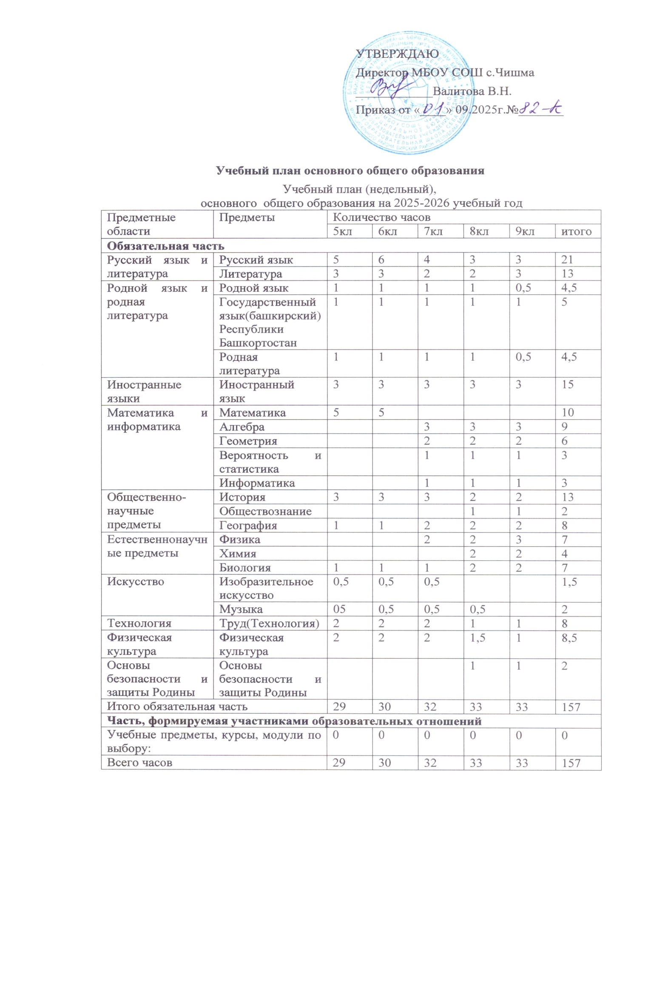 УТВЕРЖДАЮ
Директор МБОУ СОШ с.Чишма
Валитова В.Н.
Приказ от «01» 09.2025г.№82-к
Учебный план основного общего образования
Учебный план (недельный),
основного общего образования на 2025-2026 учебный год
Предметные области Предметы Количество часов
5кл 6кл 7кл 8кл 9кл итого
Обязательная часть
Русский язык и Русский язык 5 6 4 3 3 21
литература Литература 3 3 2 2 3 13
Родной язык и Родной язык 1 1 1 1 0,5 4,5
родная Государственный 1 1 1 1 1 5
литература язык(башкирский)
Республики
Башкортостан
Родная 1 1 1 1 0,5 4,5
литература
Иностранные Иностранный 3 3 3 3 3 15
языки язык
Математика и Математика 5 5 10
информатика Алгебра 3 3 3 9
Геометрия 2 2 2 6
Вероятность и 1 1 1 3
статистика
Информатика 1 1 1 3
Общественно- История 3 3 3 2 2 13
научные Обществознание 1 1 2
предметы География 1 1 2 2 2 8
Естественнонаучн Физика 2 2 3 7
ые предметы Химия 2 2 4
Биология 1 1 1 2 2 7
Искусство Изобразительное 0,5 0,5 0,5 1,5
искусство
Музыка 05 0,5 0,5 0,5 2
Технология Труд(Технология) 2 2 2 1 1 8
Физическая Физическая 2 2 2 1,5 1 8,5
культура культура
Основы Основы 1 1 2
безопасности и безопасности и
защиты Родины защиты Родины
Итого обязательная часть 29 30 32 33 33 157
Часть, формируемая участниками образовательных отношений
Учебные предметы, курсы, модули по 0 0 0 0 0 0
выбору:
Всего часов 29 30 32 33 33 157